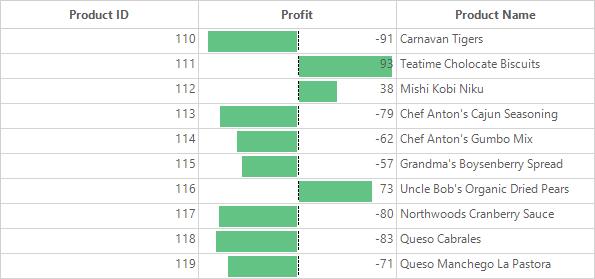 Product ID Profit Product Name
110 -91 Carnavan Tigers
111 93 Teatime Cholocate Biscuits
112 38 Mishi Kobi Niku
113 -79 Chef Anton's Cajun Seasoning
114 -62 Chef Anton's Gumbo Mix
115 -57 Grandma's Boysenberry Spread
116 73 Uncle Bob's Organic Dried Pears
117 -80 Northwoods Cranberry Sauce
118 -83 Queso Cabrales
119 -71 Queso Manchego La Pastora